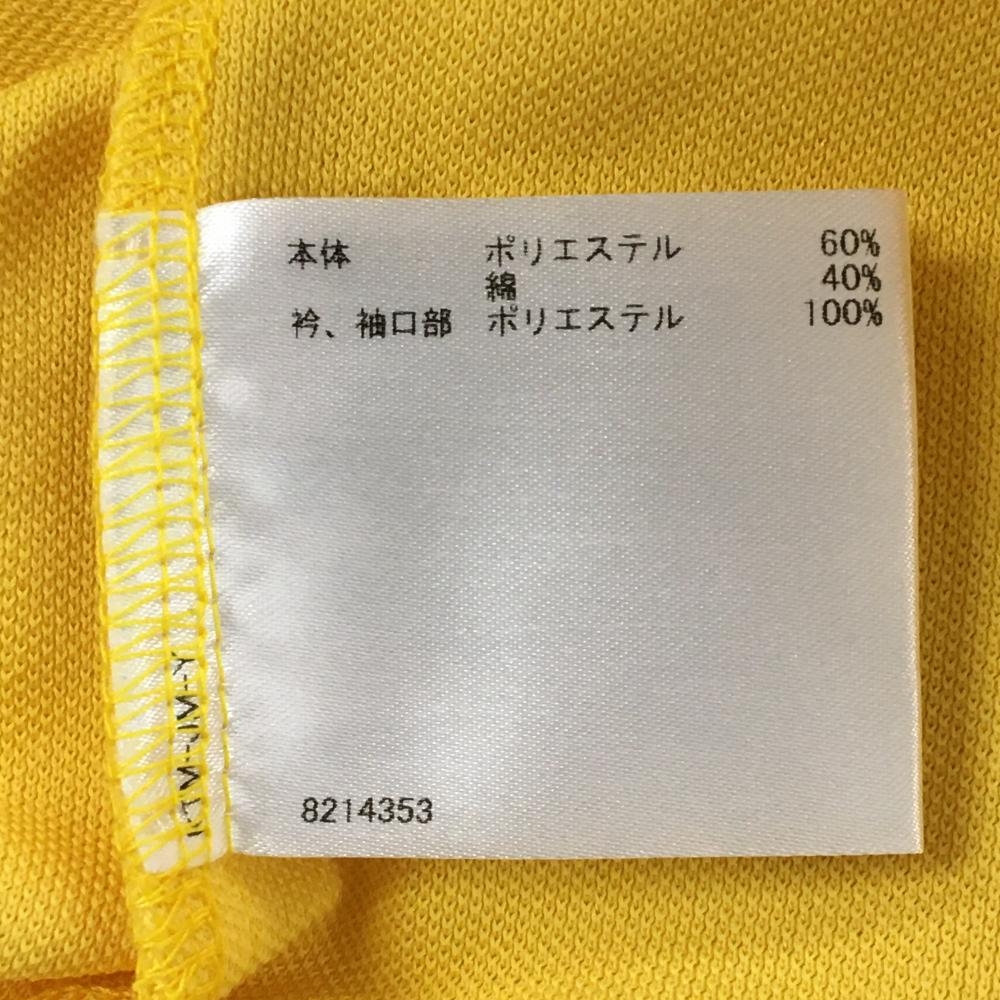 本体 ポリエステル 60%
綿 40%
衿、袖口部 ポリエステル 100%
8214353